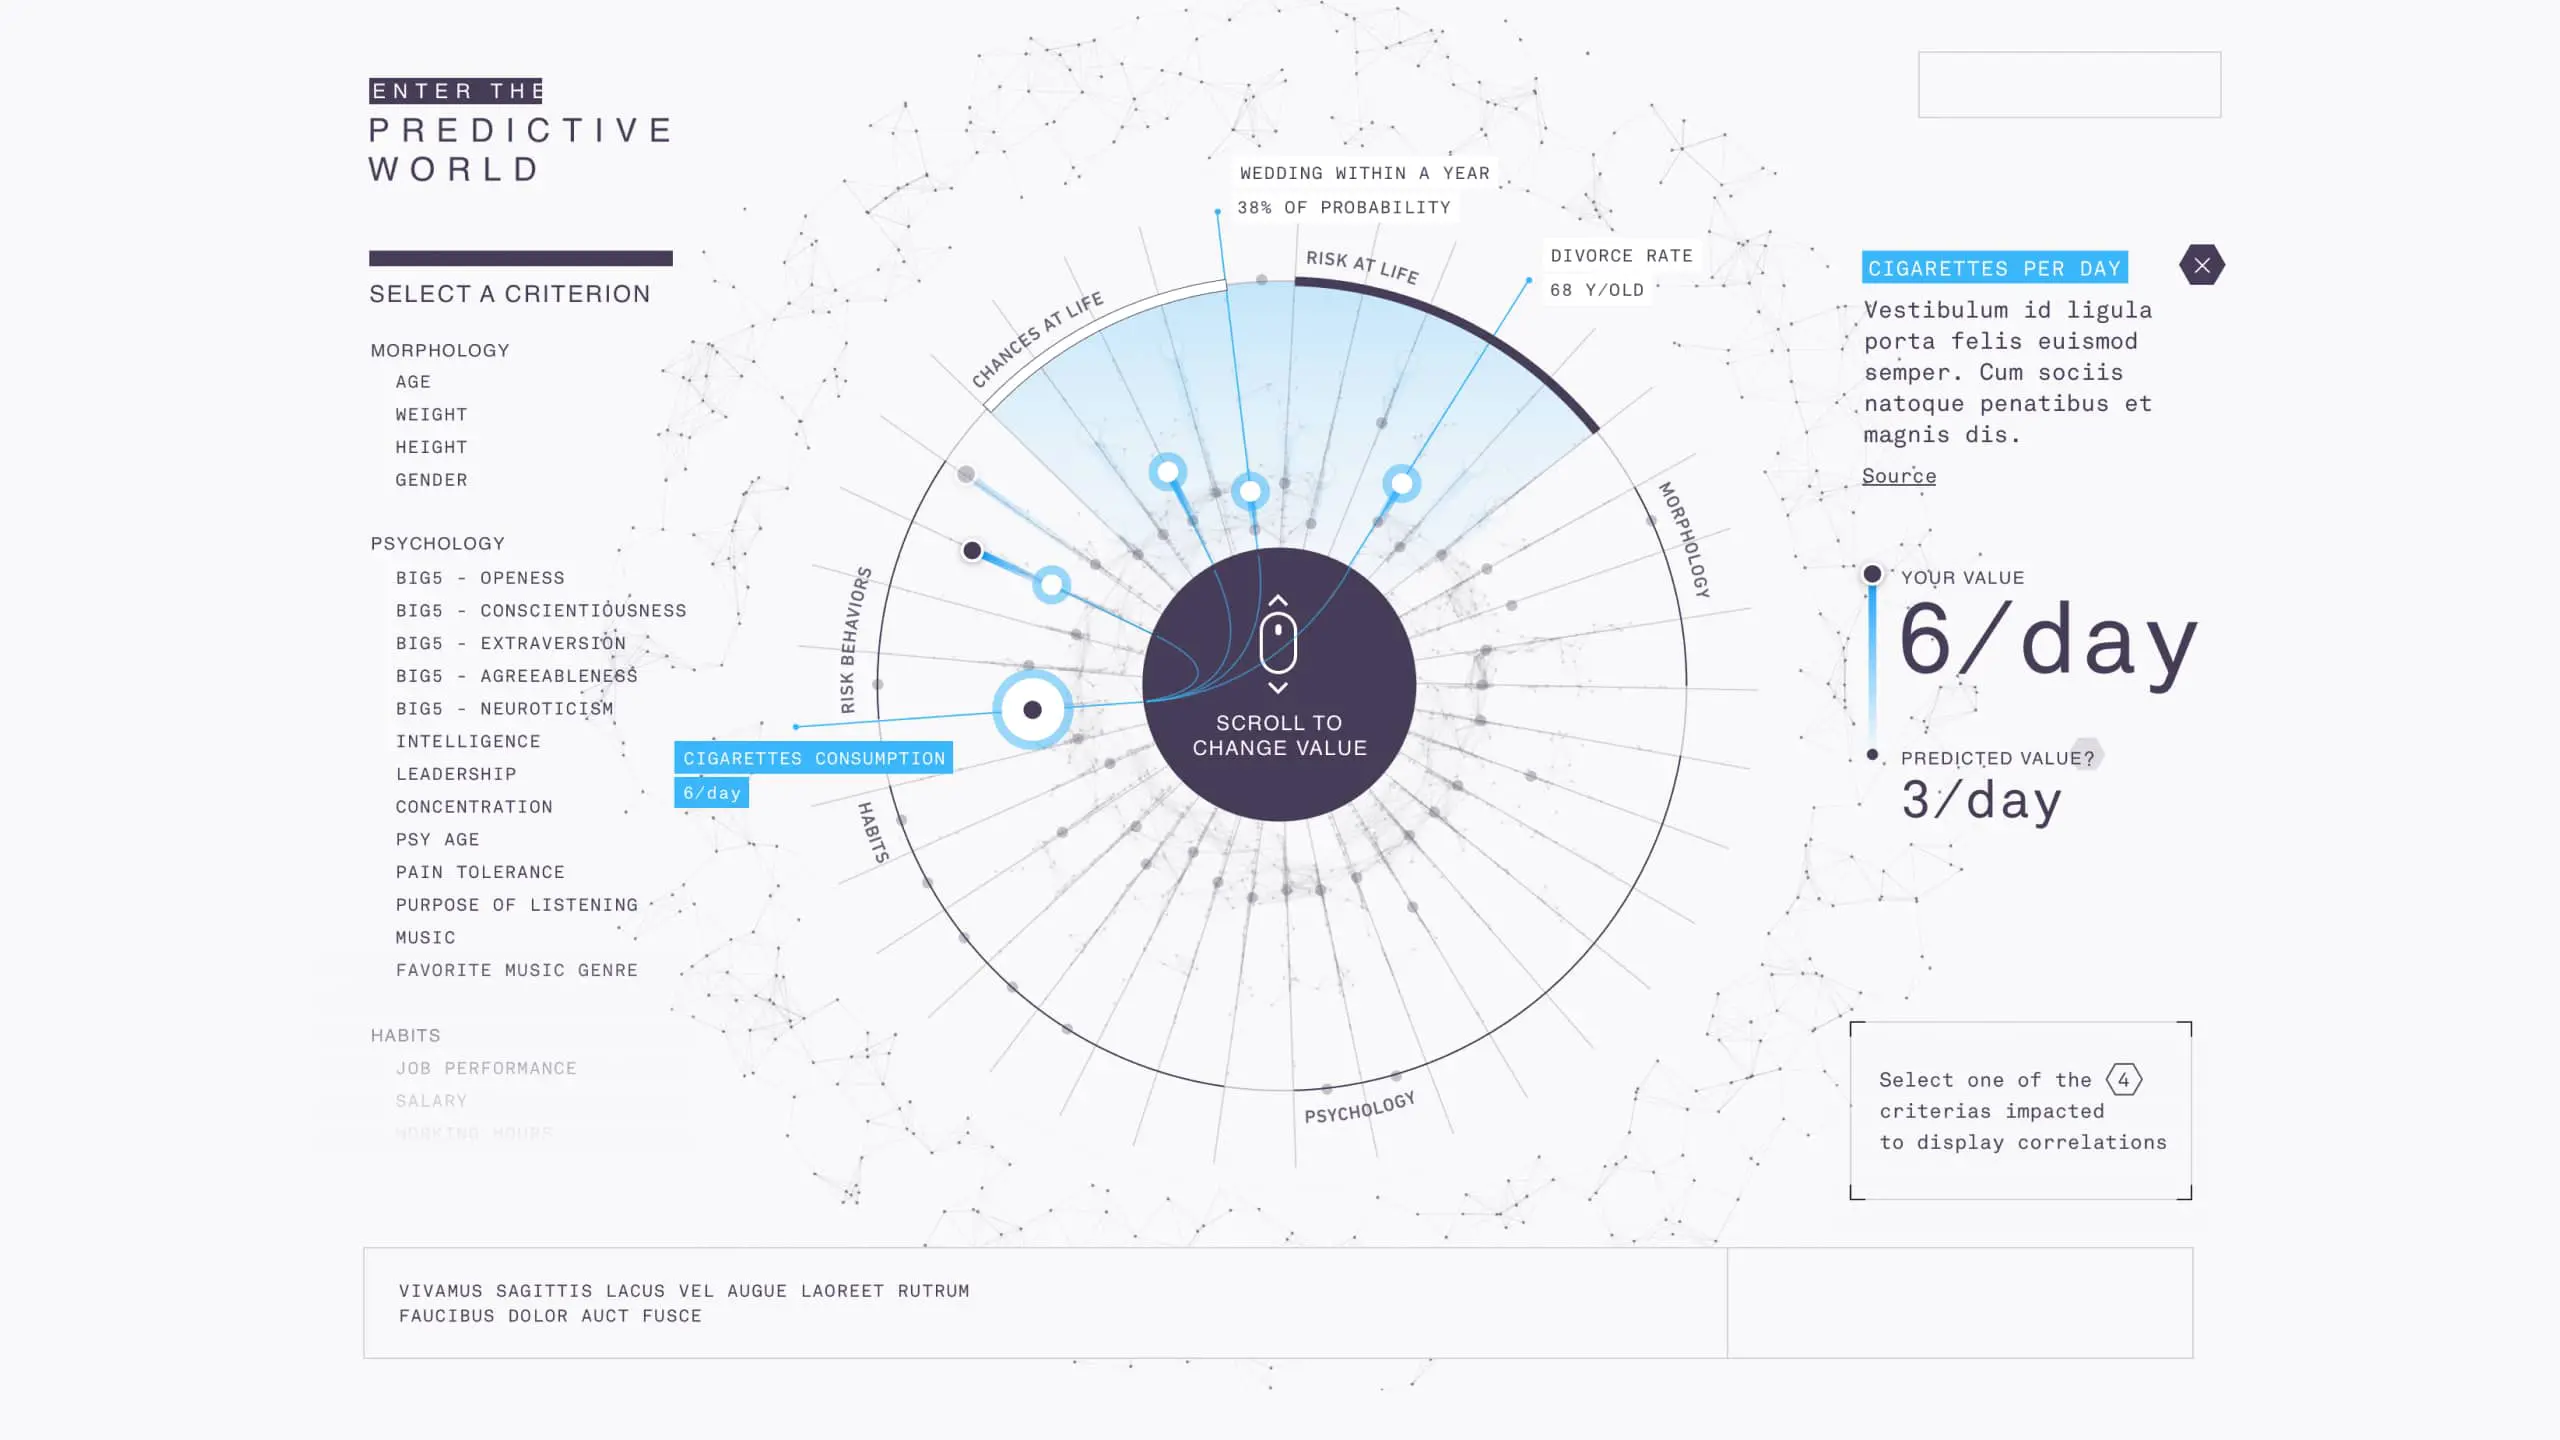 ENTER THE
PREDICTIVE
WORLD
SELECT A CRITERION
MORPHOLOGY
AGE
WEIGHT
HEIGHT
GENDER
PSYCHOLOGY
BIG5 - OPENESS
BIG5 - CONSCIENTIOUSNESS
BIG5 - EXTRAVERSION
BIG5 - AGREEABLENESS
BIG5 - NEUROTICISM
INTELLIGENCE
LEADERSHIP
CONCENTRATION
PSY AGE
PAIN TOLERANCE
PURPOSE OF LISTENING
MUSIC
FAVORITE MUSIC GENRE
HABITS
JOB PERFORMANCE
SALARY
WORKING HOURS
WEDDING WITHIN A YEAR
38% OF PROBABILITY
DIVORCE RATE
68 Y/OLD
CHANCES AT LIFE
RISK AT LIFE
MORPHOLOGY
RISK BEHAVIORS
HABITS
PSYCHOLOGY
CIGARETTES CONSUMPTION
6/day
SCROLL TO
CHANGE VALUE
CIGARETTES PER DAY
Vestibulum id ligula
porta felis euismod
semper. Cum sociis
natoque penatibus et
magnis dis.
Source
YOUR VALUE
6/day
PREDICTED VALUE?
3/day
Select one of the 4
criterias impacted
to display correlations
VIVAMUS SAGITTIS LACUS VEL AUGUE LAOREET RUTRUM
FAUCIBUS DOLOR AUCT FUSCE